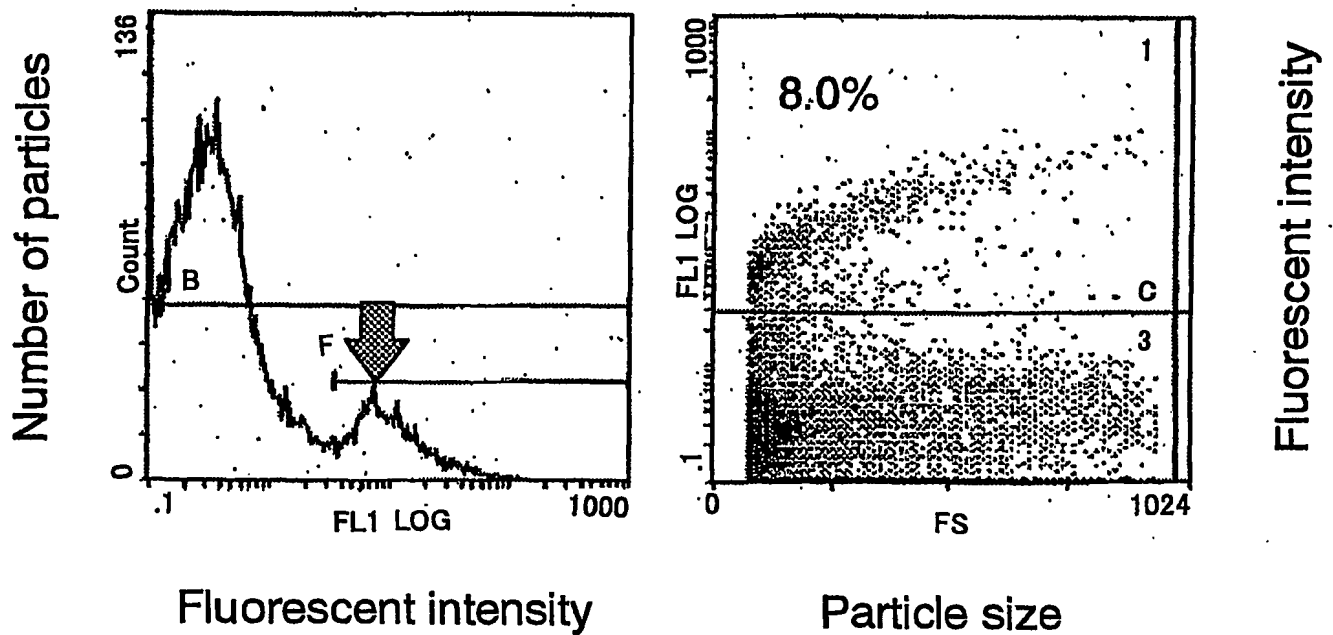 Number of particles
136
Count
0
B
F
.1
1000
FL1 LOG
Fluorescent intensity
1000
FL1 LOG
.1
8.0%
1
C
3
0
1024
FS
Particle size
Fluorescent intensity